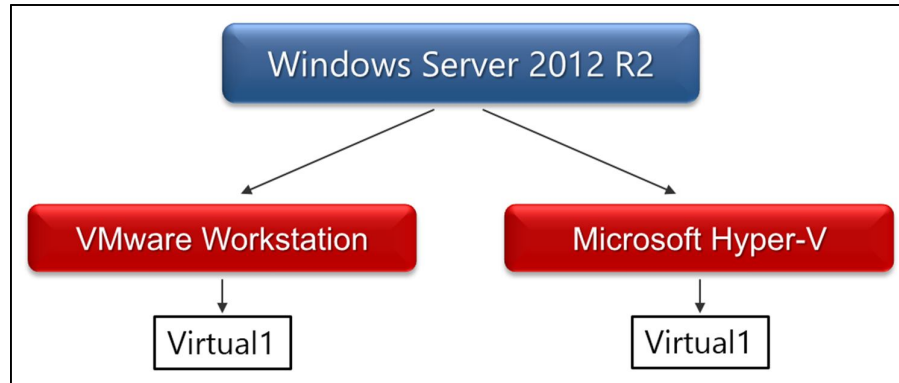 Windows Server 2012 R2
VMware Workstation
Microsoft Hyper-V
Virtual1
Virtual1